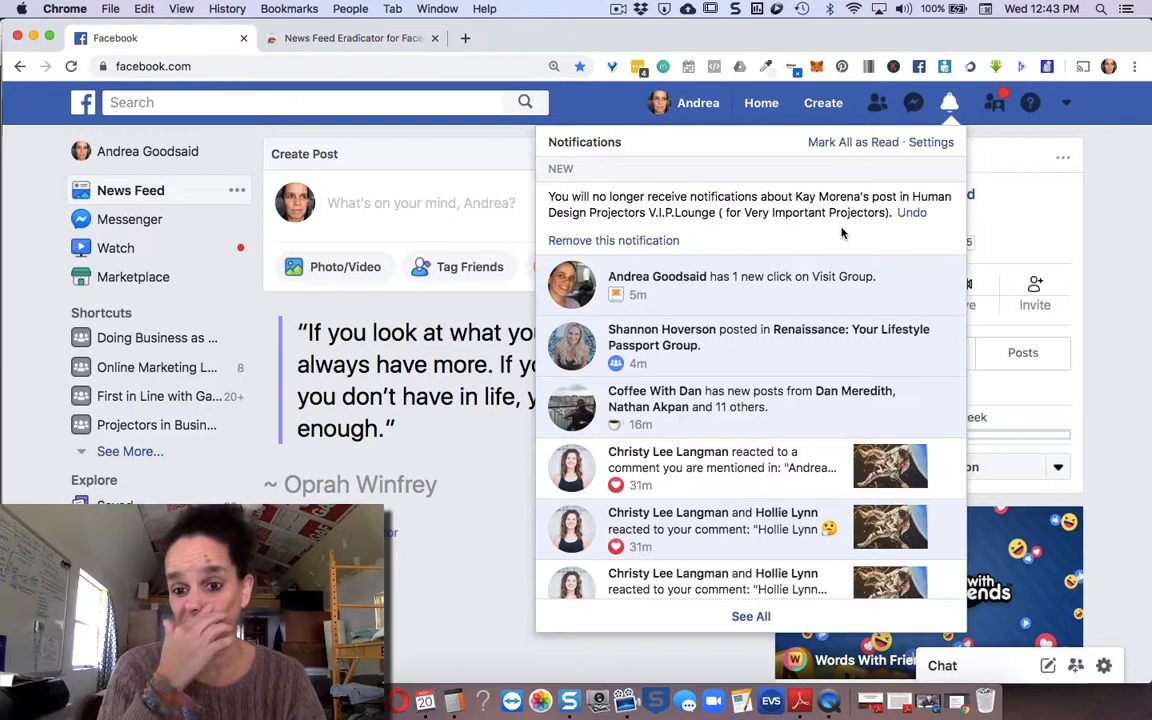 Chrome File Edit View History Bookmarks People Tab Window Help 100% Wed 12:43 PM
Facebook
News Feed Eradicator for Face
facebook.com
Search
Andrea Home Create
Andrea Goodsaid
News Feed
Messenger
Watch
Marketplace
Shortcuts
Doing Business as ...
Online Marketing L... 8
First in Line with Ga... 20+
Projectors in Busin...
See More...
Explore
Create Post
What's on your mind, Andrea?
Photo/Video
Tag Friends
“If you look at what yo
always have more. If yo
you don’t have in life, y
enough.”
~ Oprah Winfrey
Notifications
Mark All as Read · Settings
NEW
You will no longer receive notifications about Kay Morena's post in Human
Design Projectors V.I.P.Lounge ( for Very Important Projectors). Undo
Remove this notification
Andrea Goodsaid has 1 new click on Visit Group.
5m
Shannon Hoverson posted in Renaissance: Your Lifestyle
Passport Group.
4m
Coffee With Dan has new posts from Dan Meredith,
Nathan Akpan and 11 others.
16m
Christy Lee Langman reacted to a
comment you are mentioned in: "Andrea...
31m
Christy Lee Langman and Hollie Lynn
reacted to your comment: "Hollie Lynn 🤔
31m
Christy Lee Langman and Hollie Lynn
reacted to your comment: "Hollie Lynn...
See All
Invite
Posts
eek
on
with
ends
Words With Frie
Chat
20
EVS